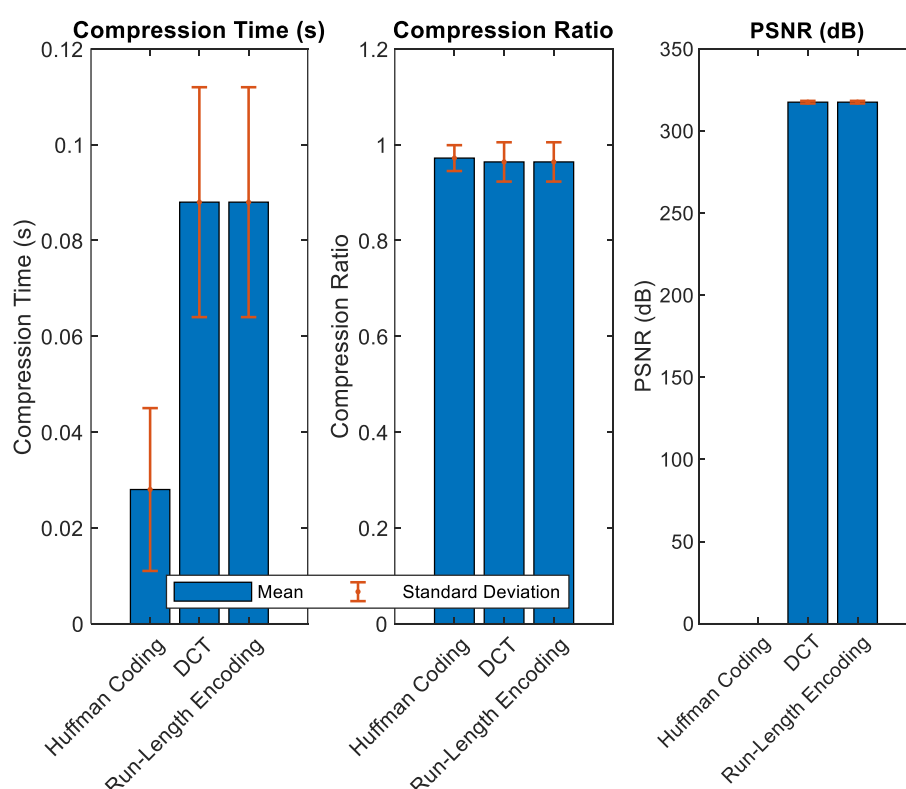 Compression Time (s)
Compression Time (s)
0.12
0.1
0.08
0.06
0.04
0.02
0
Huffman Coding
DCT
Run-Length Encoding
Compression Ratio
Compression Ratio
1.2
1
0.8
0.6
0.4
0.2
0
Huffman Coding
DCT
Run-Length Encoding
PSNR (dB)
PSNR (dB)
350
300
250
200
150
100
50
0
Huffman Coding
DCT
Run-Length Encoding
Mean
Standard Deviation